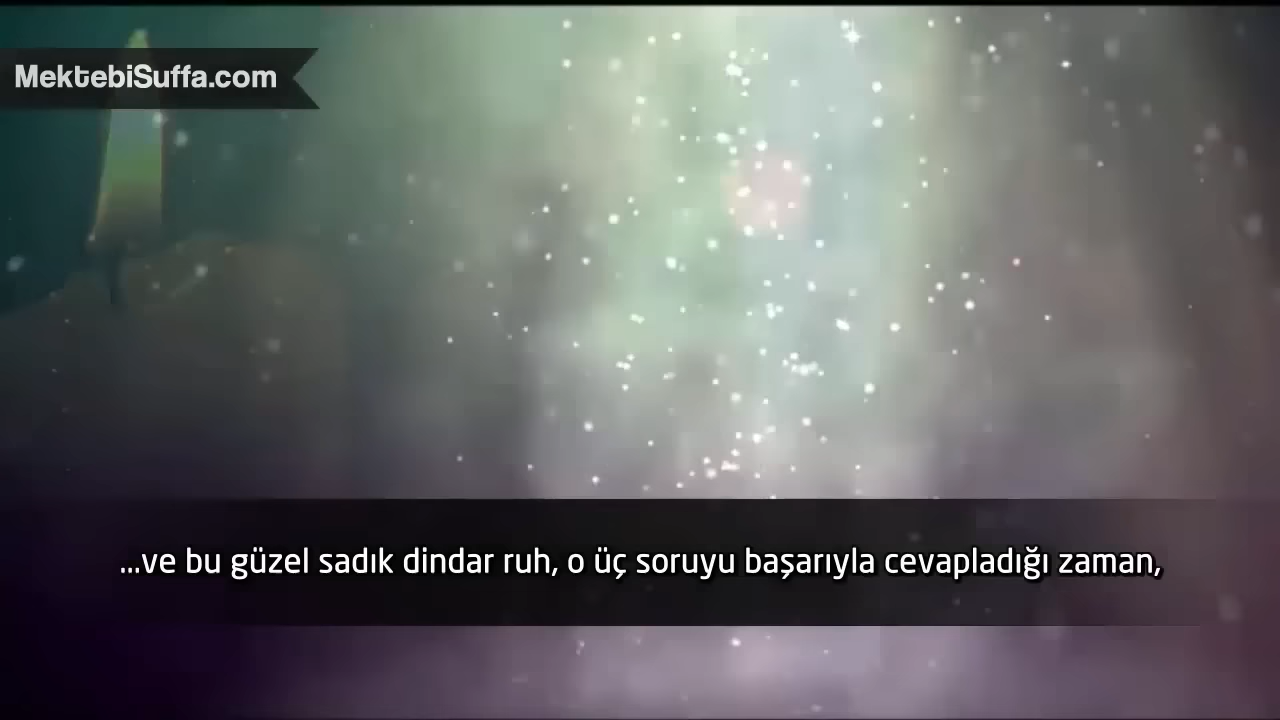 MektebiSuffa.com
...ve bu güzel sadık dindar ruh, o üç soruyu başarıyla cevapladığı zaman,